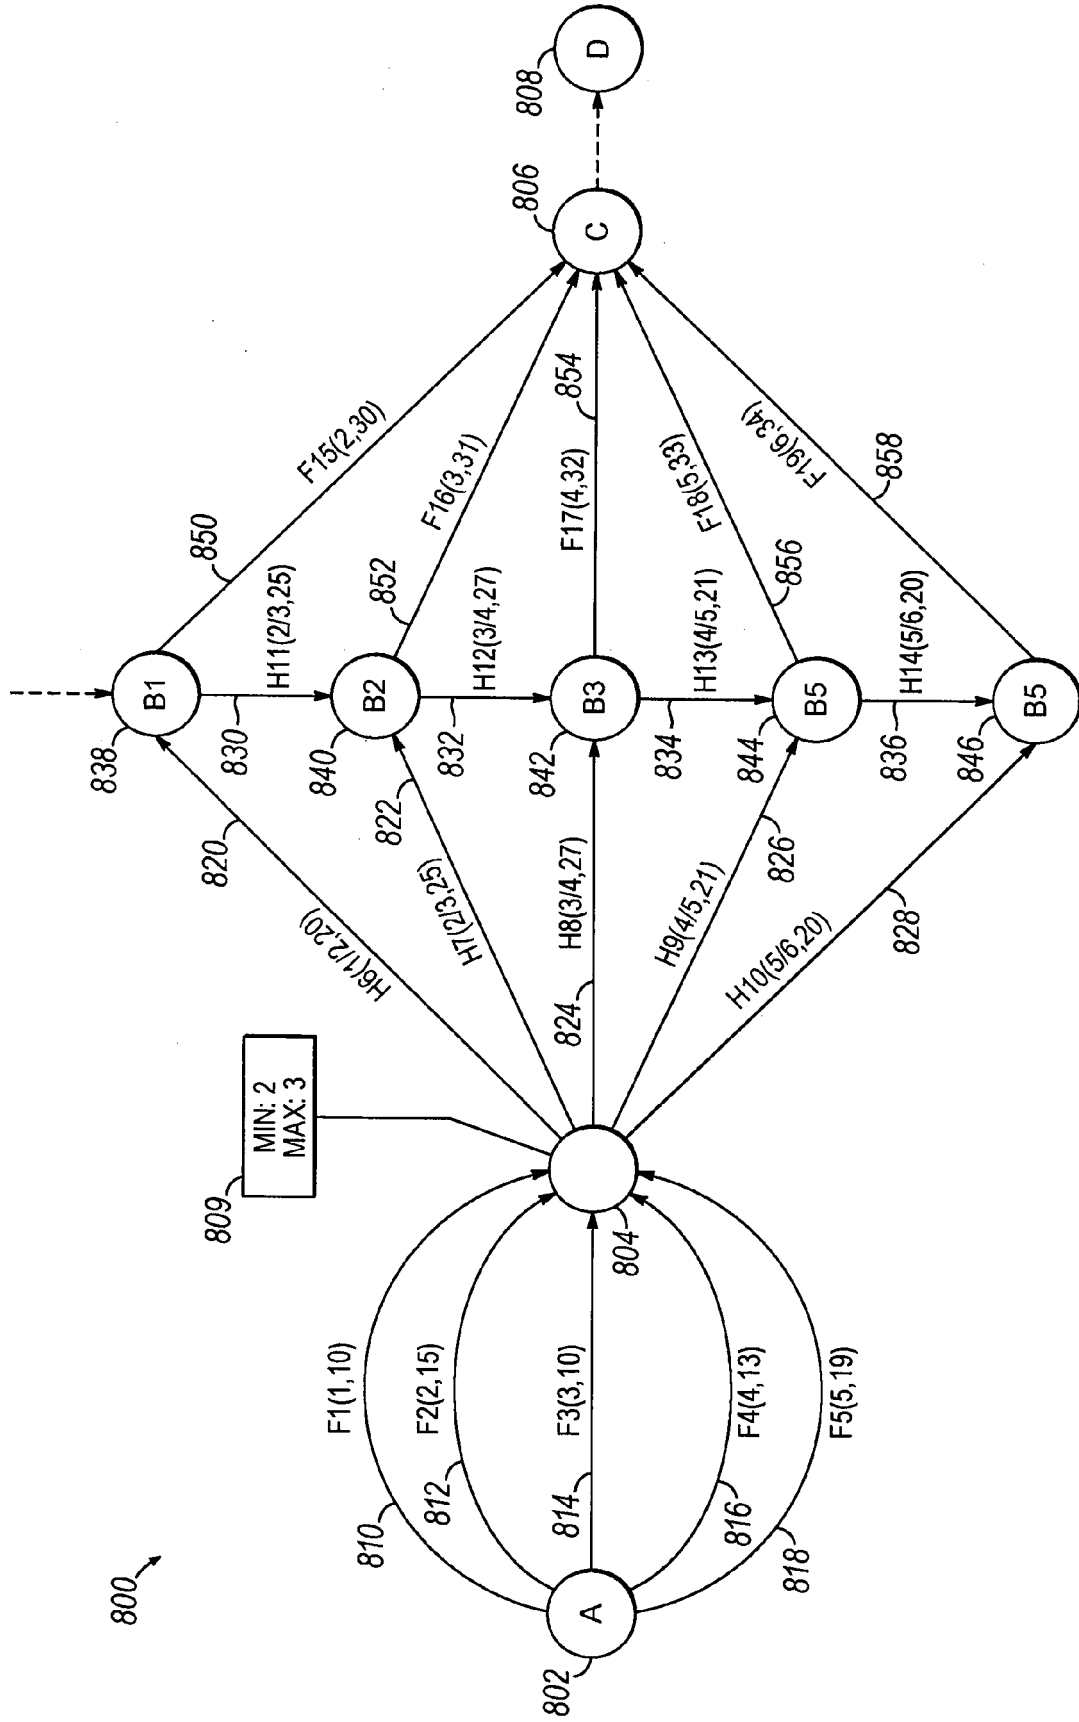 800
802
A
810
F1(1,10)
812
F2(2,15)
814
F3(3,10)
816
F4(4,13)
818
F5(5,19)
804
809
MIN: 2
MAX: 3
820
H6(1/2,20)
822
H7(2/3,25)
824
H8(3/4,27)
826
H9(4/5,21)
828
H10(5/6,20)
838
B1
830
H11(2/3,25)
840
B2
832
H12(3/4,27)
842
B3
834
H13(4/5,21)
844
B5
836
H14(5/6,20)
846
B5
850
F15(2,30)
852
F16(3,31)
854
F17(4,32)
856
F18(5,33)
858
F19(6,34)
806
C
808
D